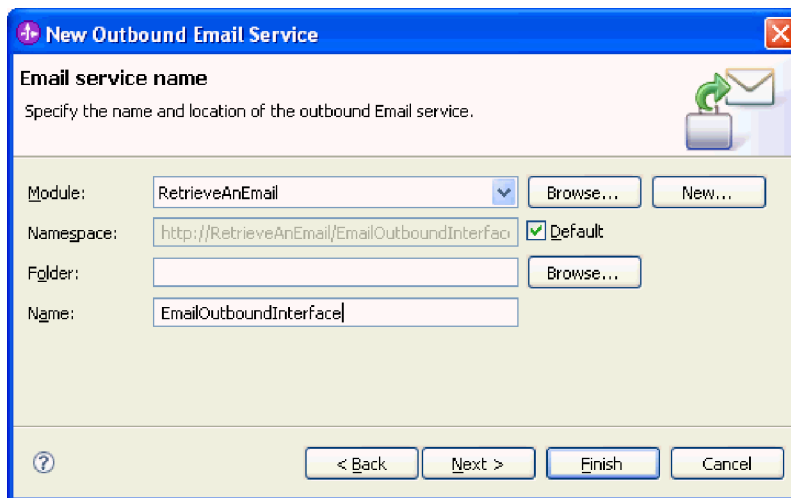 New Outbound Email Service
Email service name
Specify the name and location of the outbound Email service.
Module: RetrieveAnEmail Browse... New...
Namespace: http://RetrieveAnEmail/EmailOutboundInterfac Default
Folder: Browse...
Name: EmailOutboundInterface
? < Back Next > Finish Cancel